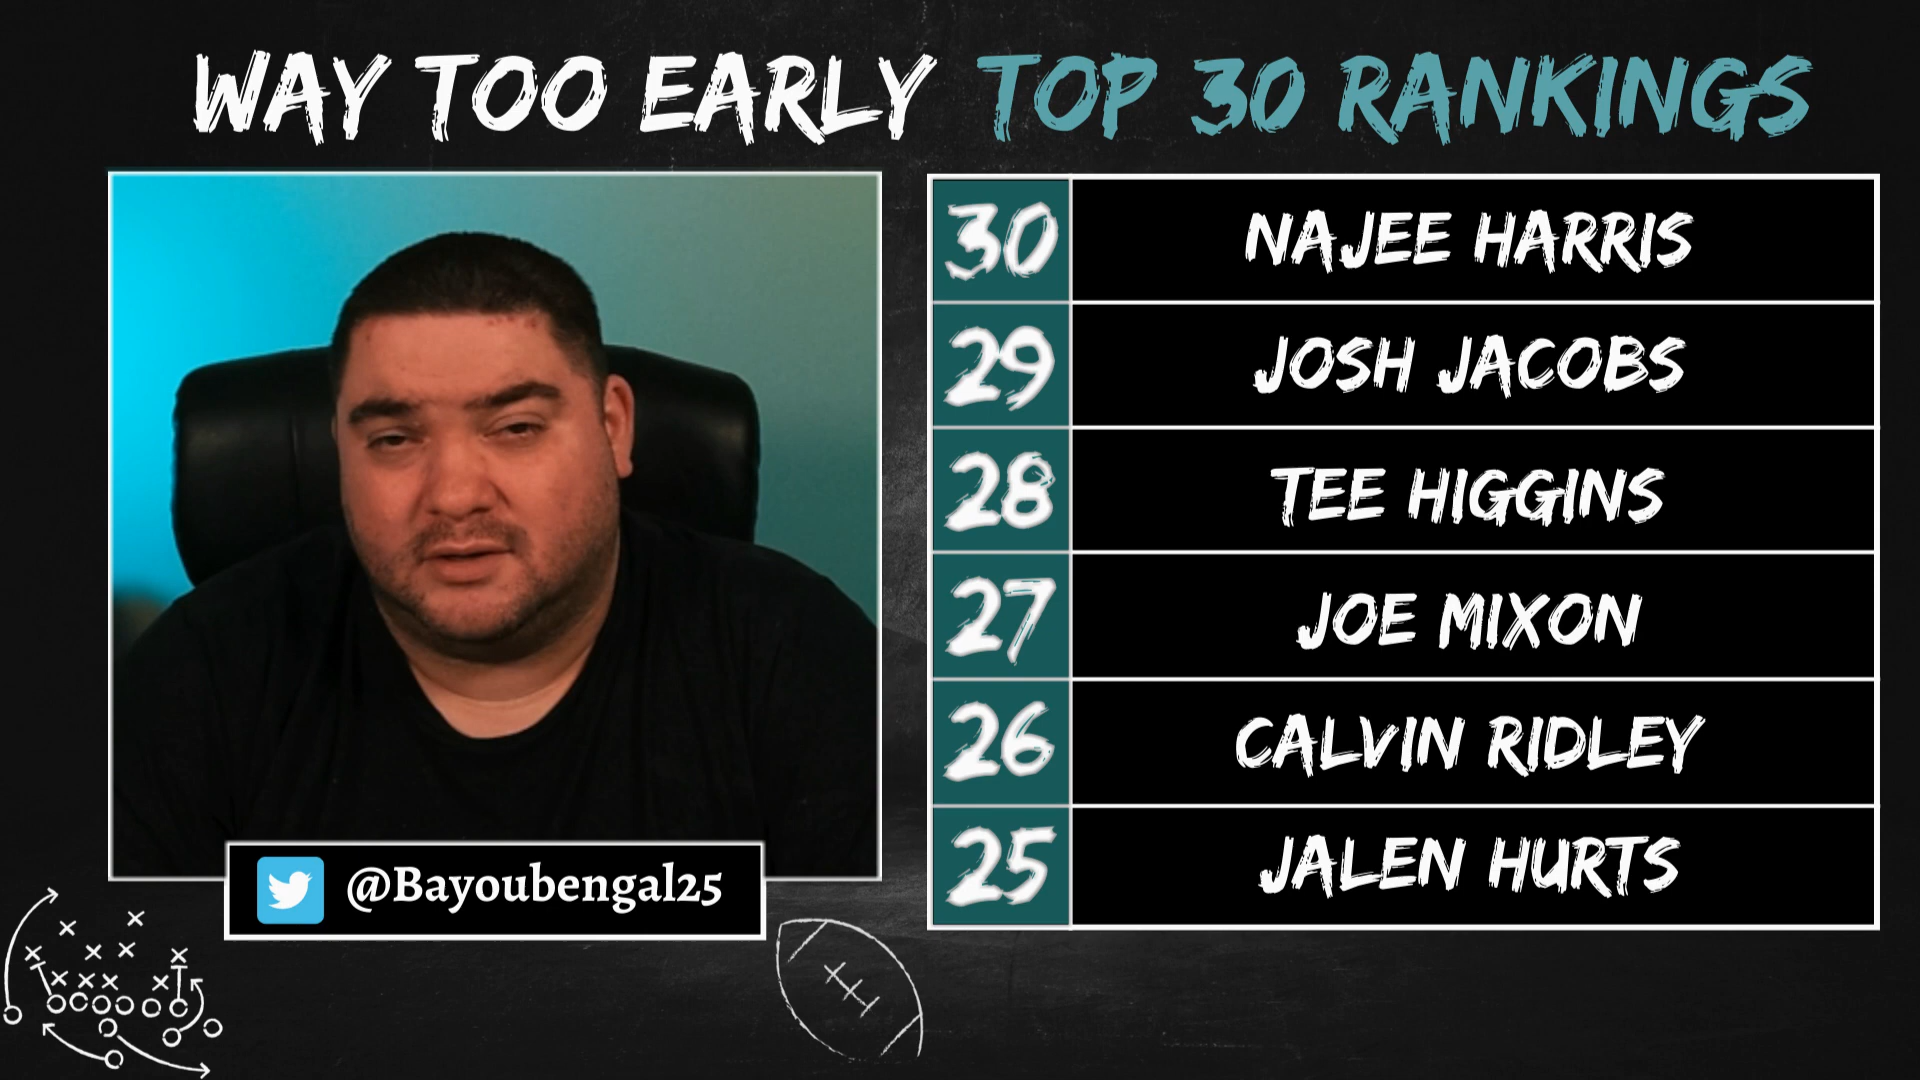 WAY TOO EARLY TOP 30 RANKINGS
30 NAJEE HARRIS
29 JOSH JACOBS
28 TEE HIGGINS
27 JOE MIXON
26 CALVIN RIDLEY
25 JALEN HURTS
@Bayoubengal25